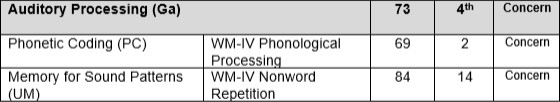 Auditory Processing (Ga) 73 4th Concern
Phonetic Coding (PC) WM-IV Phonological Processing 69 2 Concern
Memory for Sound Patterns (UM) WM-IV Nonword Repetition 84 14 Concern